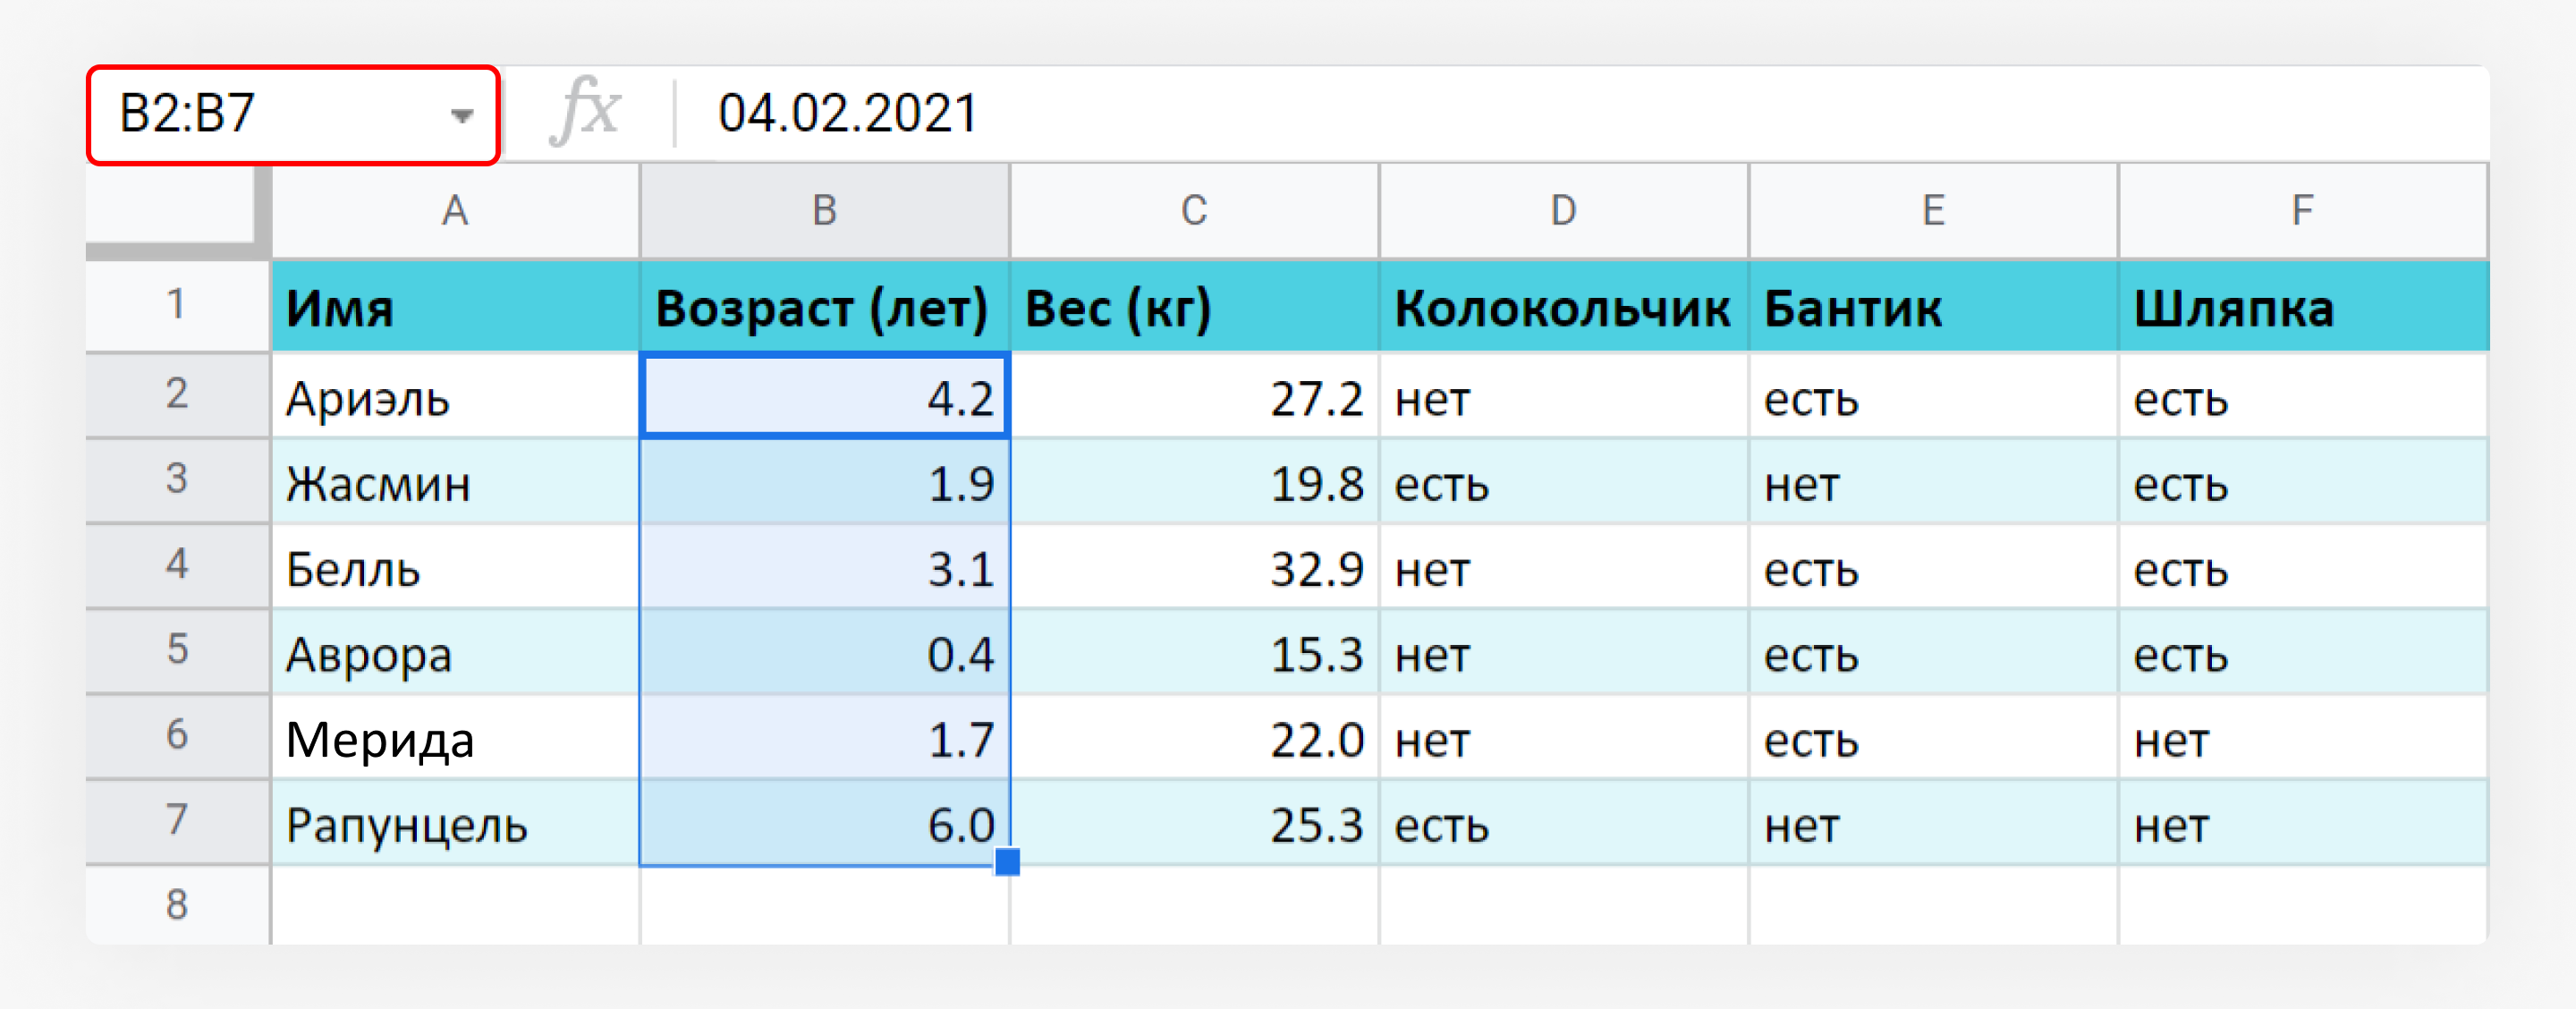 B2:B7 fx 04.02.2021
A B C D E F
1 Имя Возраст (лет) Вес (кг) Колокольчик Бантик Шляпка
2 Ариэль 4.2 27.2 нет есть есть
3 Жасмин 1.9 19.8 есть нет есть
4 Белль 3.1 32.9 нет есть есть
5 Аврора 0.4 15.3 нет есть есть
6 Мерида 1.7 22.0 нет есть нет
7 Рапунцель 6.0 25.3 есть нет нет
8